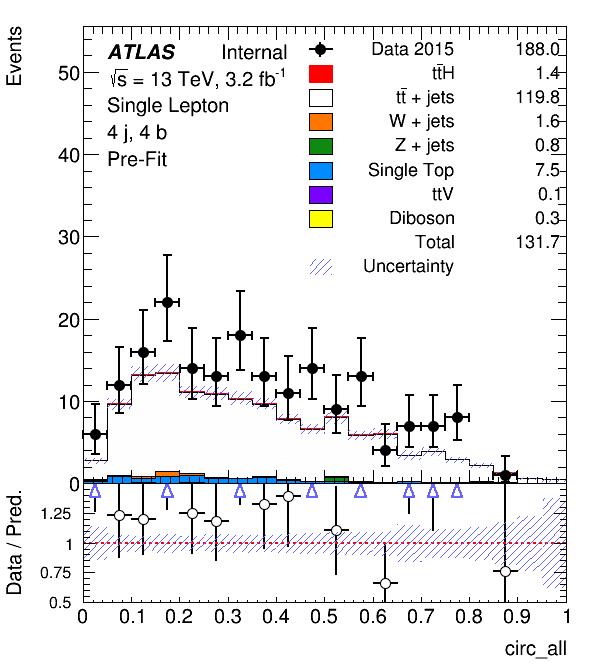 Events
ATLAS Internal
√s = 13 TeV, 3.2 fb⁻¹
Single Lepton
4 j, 4 b
Pre-Fit
Data 2015 188.0
tt̄H 1.4
tt̄ + jets 119.8
W + jets 1.6
Z + jets 0.8
Single Top 7.5
ttV 0.1
Diboson 0.3
Total 131.7
Uncertainty
50
40
30
20
10
0
Data / Pred.
1.25
1
0.75
0.5
0 0.1 0.2 0.3 0.4 0.5 0.6 0.7 0.8 0.9 1
circ_all